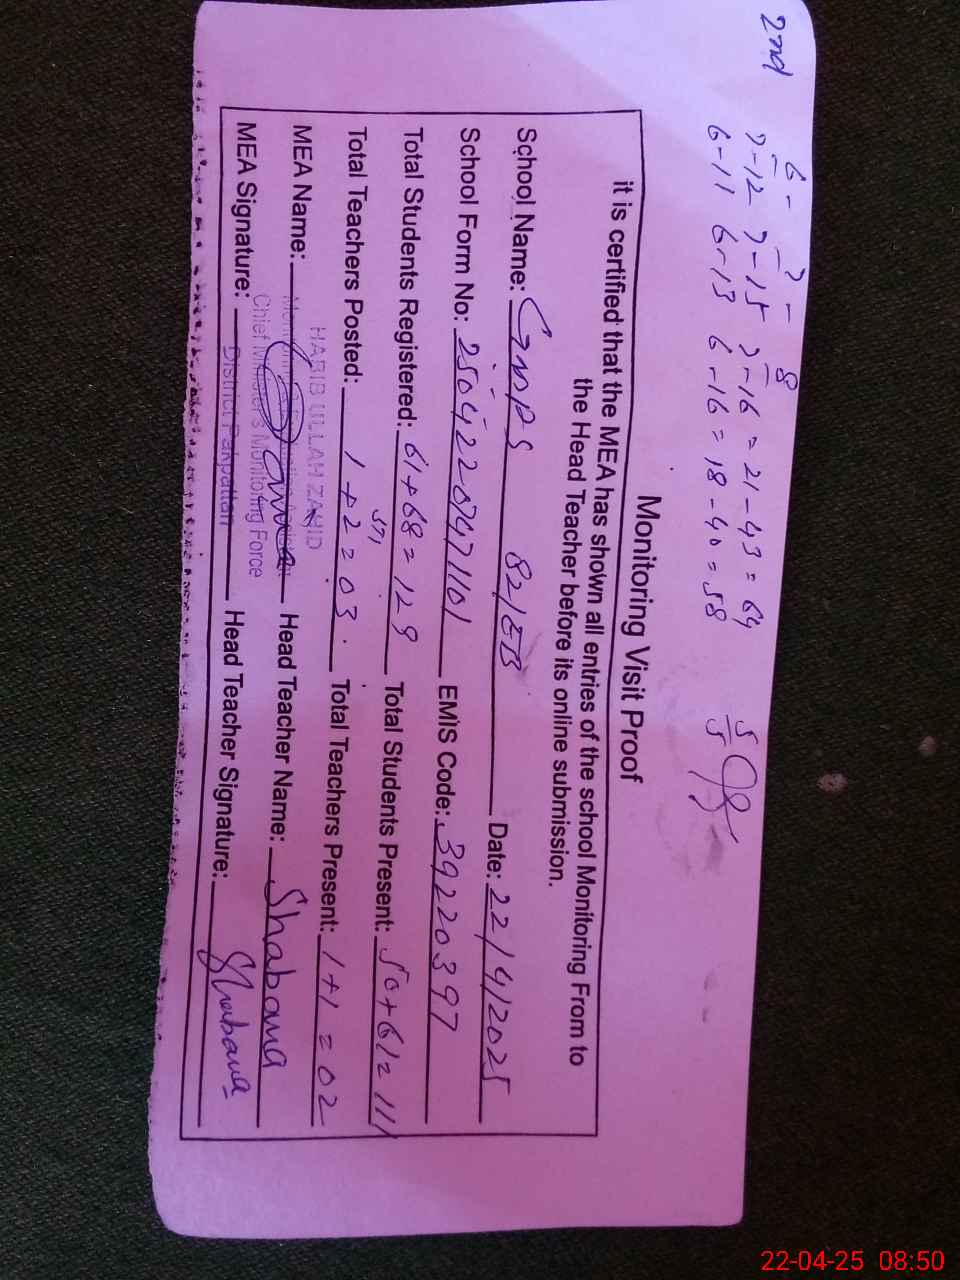 2nd
6- 7- 8
7-12 7-15 7-16 = 21-43 = 64
6-11 6-13 6-16 = 18-40 = 58
5/5
Monitoring Visit Proof
it is certified that the MEA has shown all entries of the school Monitoring From to
the Head Teacher before its online submission.
School Name: GMPS 82/EB Date: 22/4/2025
School Form No: 25042207471101 EMIS Code: 39220397
Total Students Registered: 61+68=129 Total Students Present: 50+61=111
571
Total Teachers Posted: 1+2=03. Total Teachers Present: 1+1=02
HABIB ULLAH ZAHID
MEA Name: Head Teacher Name: Shabana
Chief Minister's Monitoring Force
MEA Signature: District Pakpattan Head Teacher Signature: Shabana
22-04-25 08:50